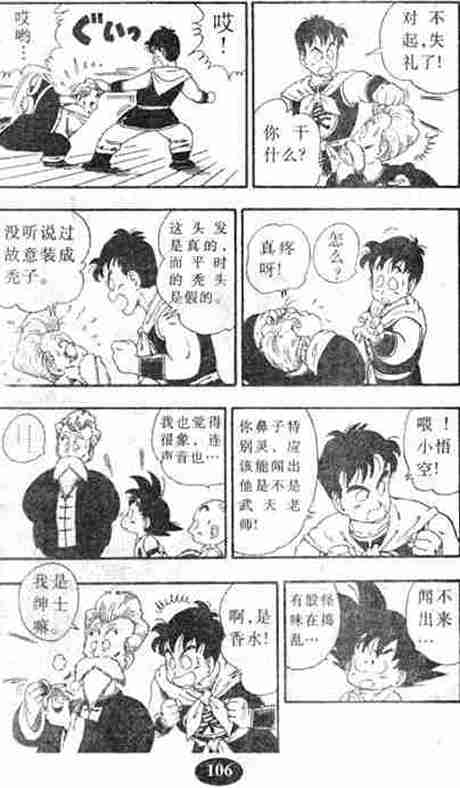 对不
起,失
礼了!
你干
什么?
哎!
ぐいっ
哎哟…
怎么?
真疼
呀!
这头发
是真的,
而平时
的秃头
是假的。
没听说过
故意装成
秃子。
喂!
小悟
空!
你鼻子特
别灵、应
该能闻出
他是不是
武天老
师!
我也觉得
很象、连
声音也…
闻不
出来
…
有股怪
味在捣
乱…
啊,是
香水!
我是
绅士
嘛。
106